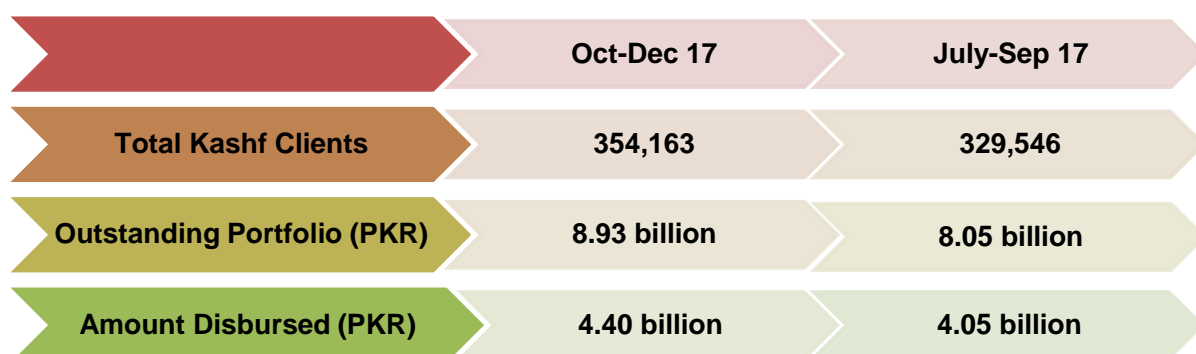 Oct-Dec 17 July-Sep 17
Total Kashf Clients 354,163 329,546
Outstanding Portfolio (PKR) 8.93 billion 8.05 billion
Amount Disbursed (PKR) 4.40 billion 4.05 billion